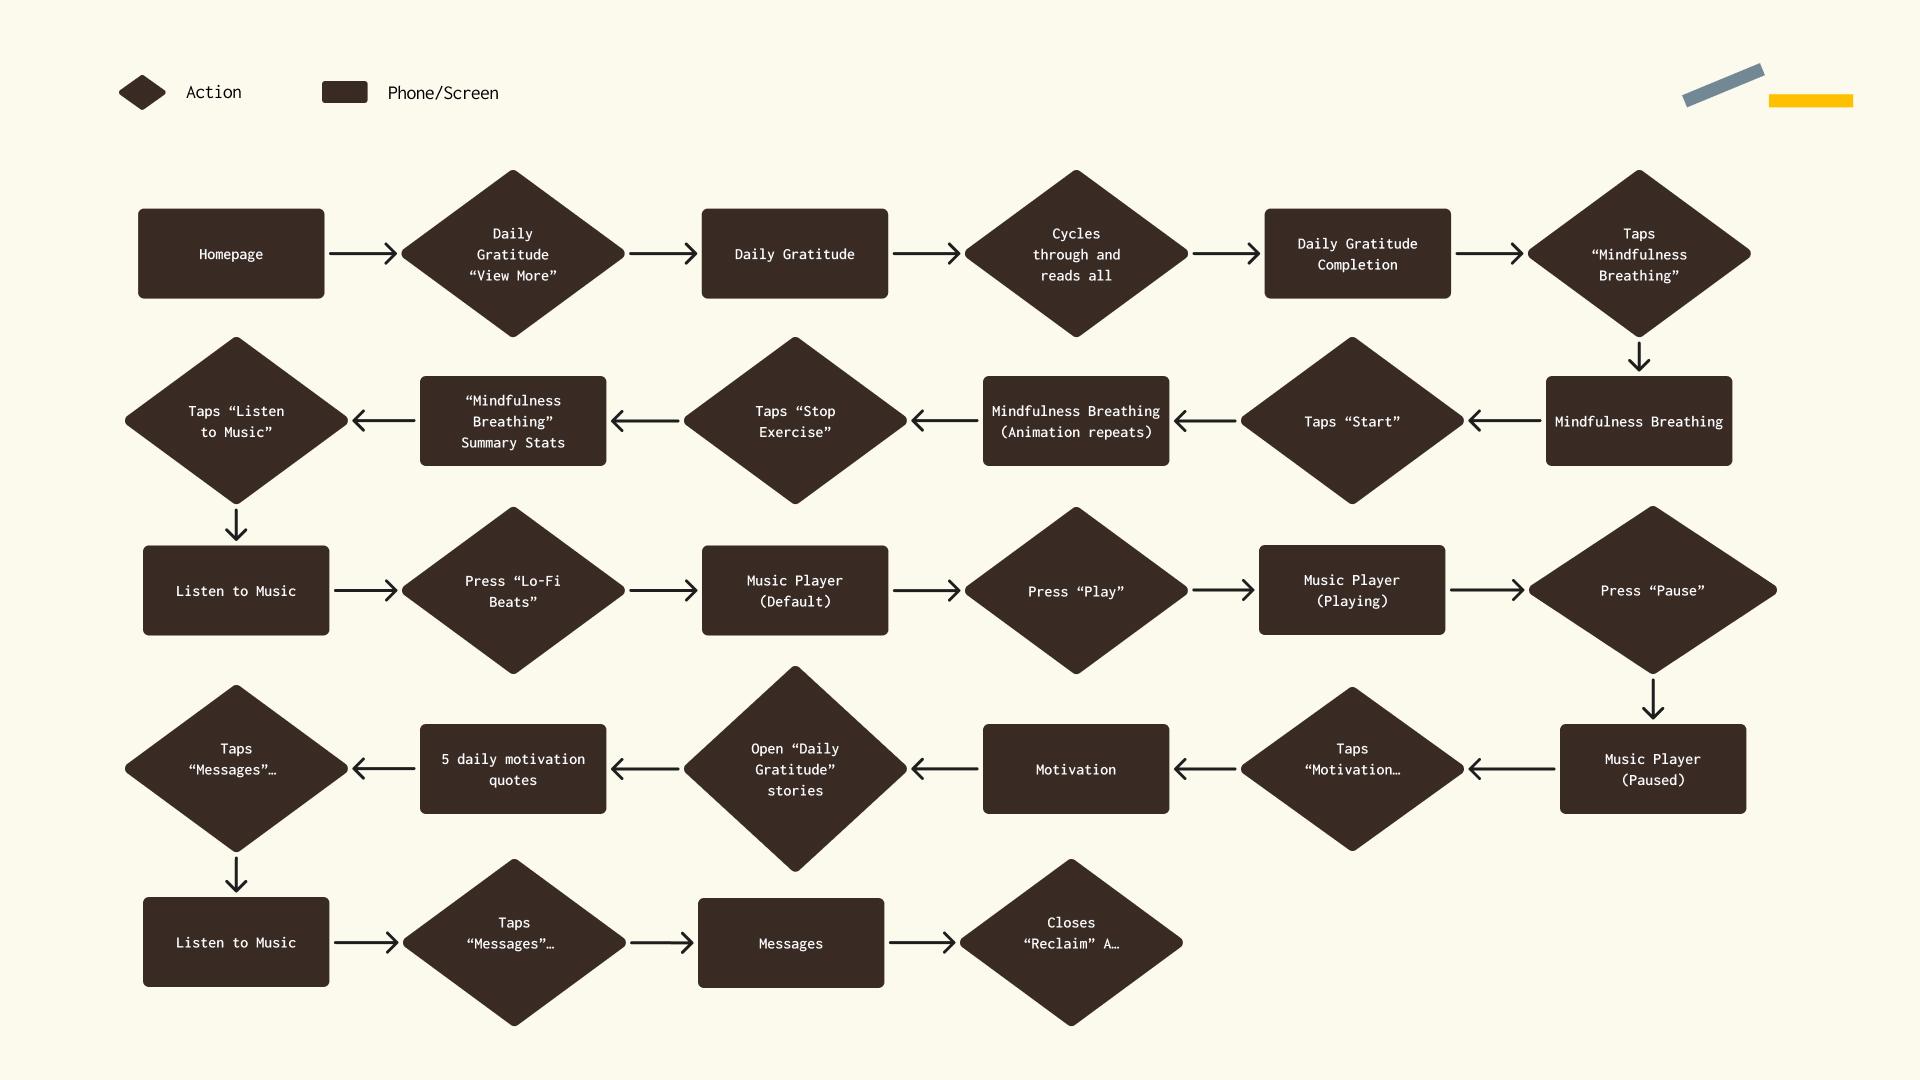 Action
Phone/Screen
Homepage
Daily
Gratitude
“View More”
Daily Gratitude
Cycles
through and
reads all
Daily Gratitude
Completion
Taps
“Mindfulness
Breathing”
Mindfulness Breathing
Taps “Start”
Mindfulness Breathing
(Animation repeats)
Taps “Stop
Exercise”
“Mindfulness
Breathing”
Summary Stats
Taps “Listen
to Music”
Listen to Music
Press “Lo-Fi
Beats”
Music Player
(Default)
Press “Play”
Music Player
(Playing)
Press “Pause”
Music Player
(Paused)
Taps
“Motivation…
Motivation
Open “Daily
Gratitude”
stories
5 daily motivation
quotes
Taps
“Messages”…
Listen to Music
Taps
“Messages”…
Messages
Closes
“Reclaim” A…